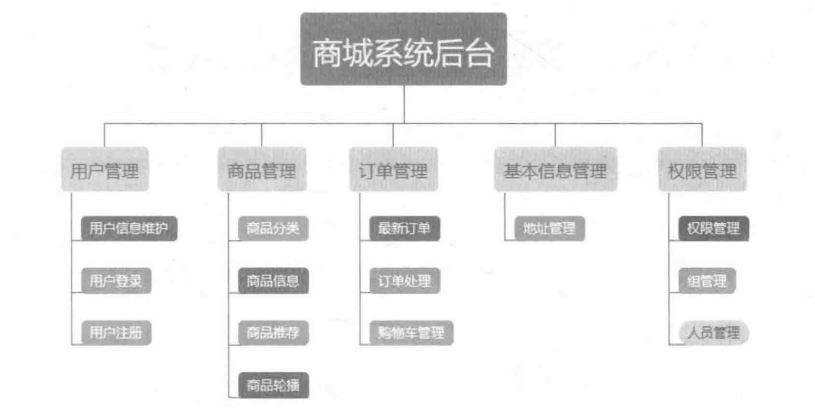 商城系统后台
用户管理
商品管理
订单管理
基本信息管理
权限管理
用户信息维护
商品分类
最新订单
地址管理
权限管理
用户登录
商品信息
订单处理
组管理
用户注册
商品推荐
购物车管理
人员管理
商品轮播